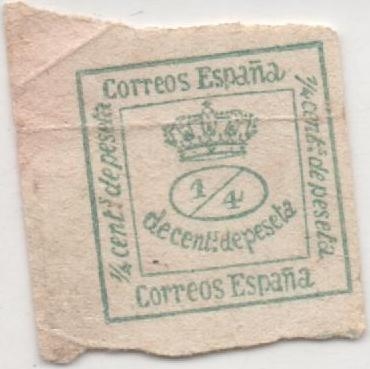 Correos España
¼ cent.s de peseta
¼ cent.s de peseta
1/4
de cent.s de peseta
Correos España